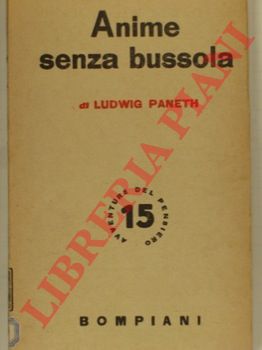 Anime
senza bussola
di LUDWIG PANETH
AVVENTURE DEL PENSIERO
15
BOMPIANI
LIBRERIA PIANI